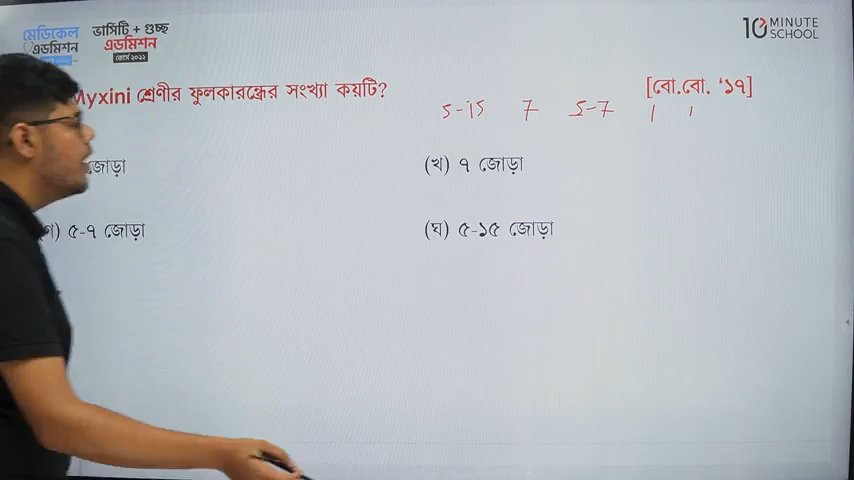 মেডিকেল
এডমিশন
ভার্সিটি + গুচ্ছ
এডমিশন
কোর্স ২০২২
10 MINUTE SCHOOL
Myxini শ্রেণীর ফুলকারন্ধ্রের সংখ্যা কয়টি?
[বো.বো. ‘১৭]
5-15 7 5-7 1 1
জোড়া
(খ) ৭ জোড়া
(গ) ৫-৭ জোড়া
(ঘ) ৫-১৫ জোড়া